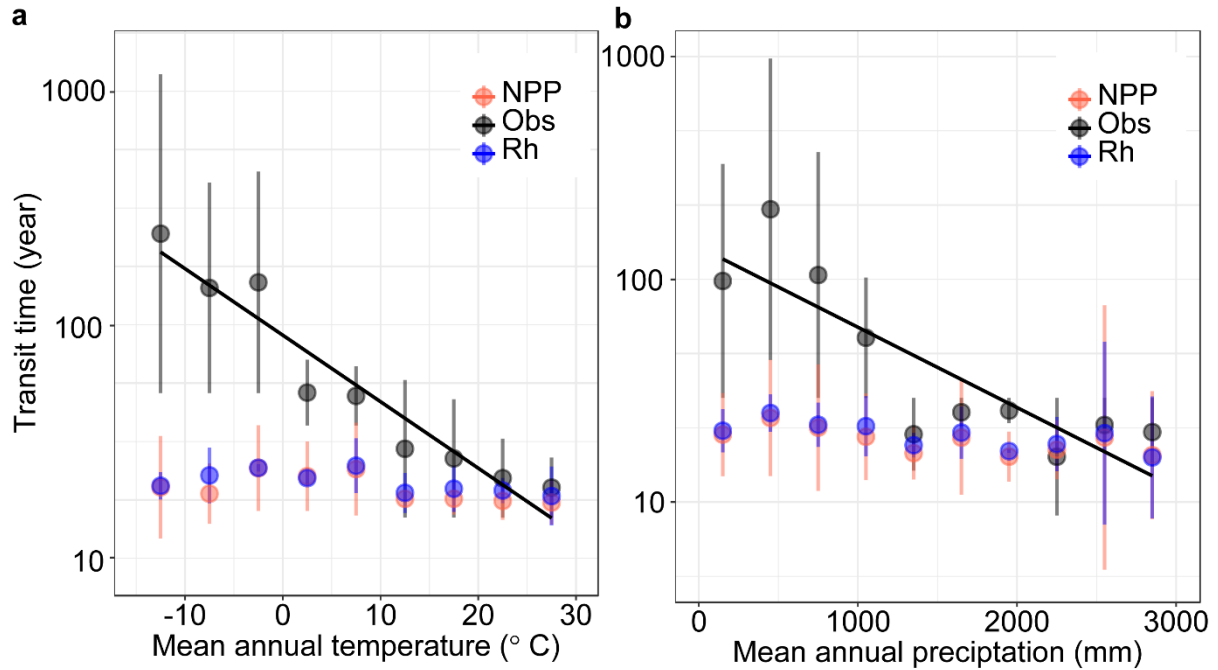 a
1000
100
10
-10
0
10
20
30
NPP
Obs
Rh
Transit time (year)
Mean annual temperature (° C)
b
1000
100
10
0
1000
2000
3000
NPP
Obs
Rh
Mean annual preciptation (mm)